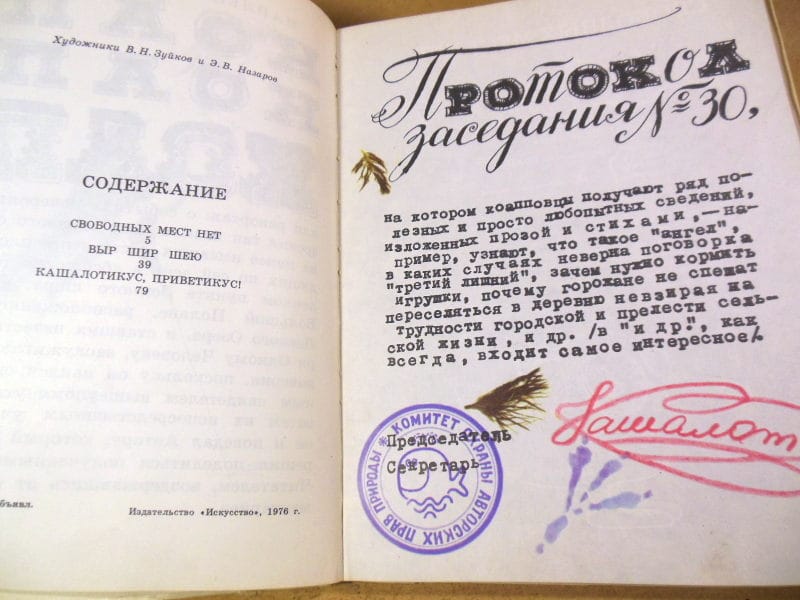 Художники В. Н. Зуйков и Э. В. Назаров
СОДЕРЖАНИЕ
СВОБОДНЫХ МЕСТ НЕТ
5
ВЫР ШИР ШЕЮ
39
КАШАЛОТИКУС, ПРИВЕТИКУС!
79
бъявл.
Издательство «Искусство», 1976 г.
Протокол
заседания № 30,
на котором коапповцы получают ряд по-
лезных и просто любопытных сведений,
изложенных прозой и стихами, — на-
пример, узнают, что такое "ангел",
в каких случаях неверна поговорка
"третий лишний", зачем нужно кормить
игрушки, почему горожане не спешат
переселяться в деревню невзирая на
трудности городской и прелести сель-
ской жизни, и др. /в "и др.", как
всегда, входит самое интересное/.
Председатель
Секретарь
Кашалот
КОМИТЕТ ОХРАНЫ АВТОРСКИХ ПРАВ ПРИРОДЫ